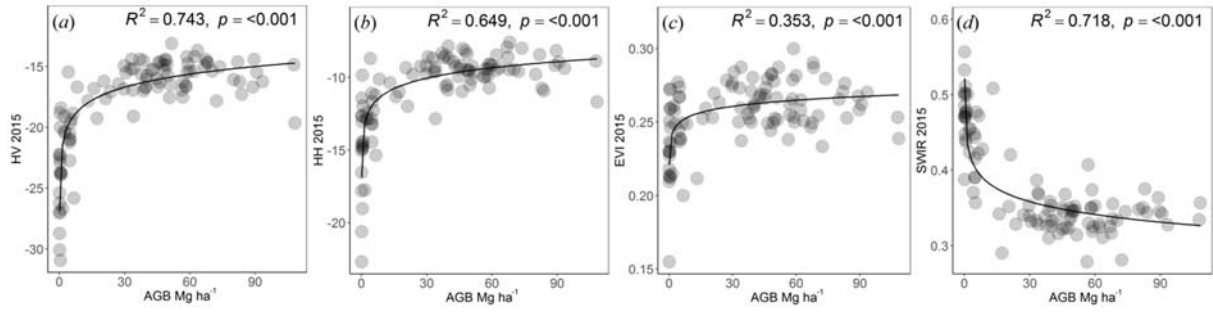 (a) R² = 0.743, p = <0.001
HV 2015
-15
-20
-25
-30
0 30 60 90
AGB Mg ha⁻¹
(b) R² = 0.649, p = <0.001
HH 2015
-10
-15
-20
0 30 60 90
AGB Mg ha⁻¹
(c) R² = 0.353, p = <0.001
EVI 2015
0.30
0.25
0.20
0.15
0 30 60 90
AGB Mg ha⁻¹
(d) R² = 0.718, p = <0.001
SWIR 2015
0.6
0.5
0.4
0.3
0 30 60 90
AGB Mg ha⁻¹